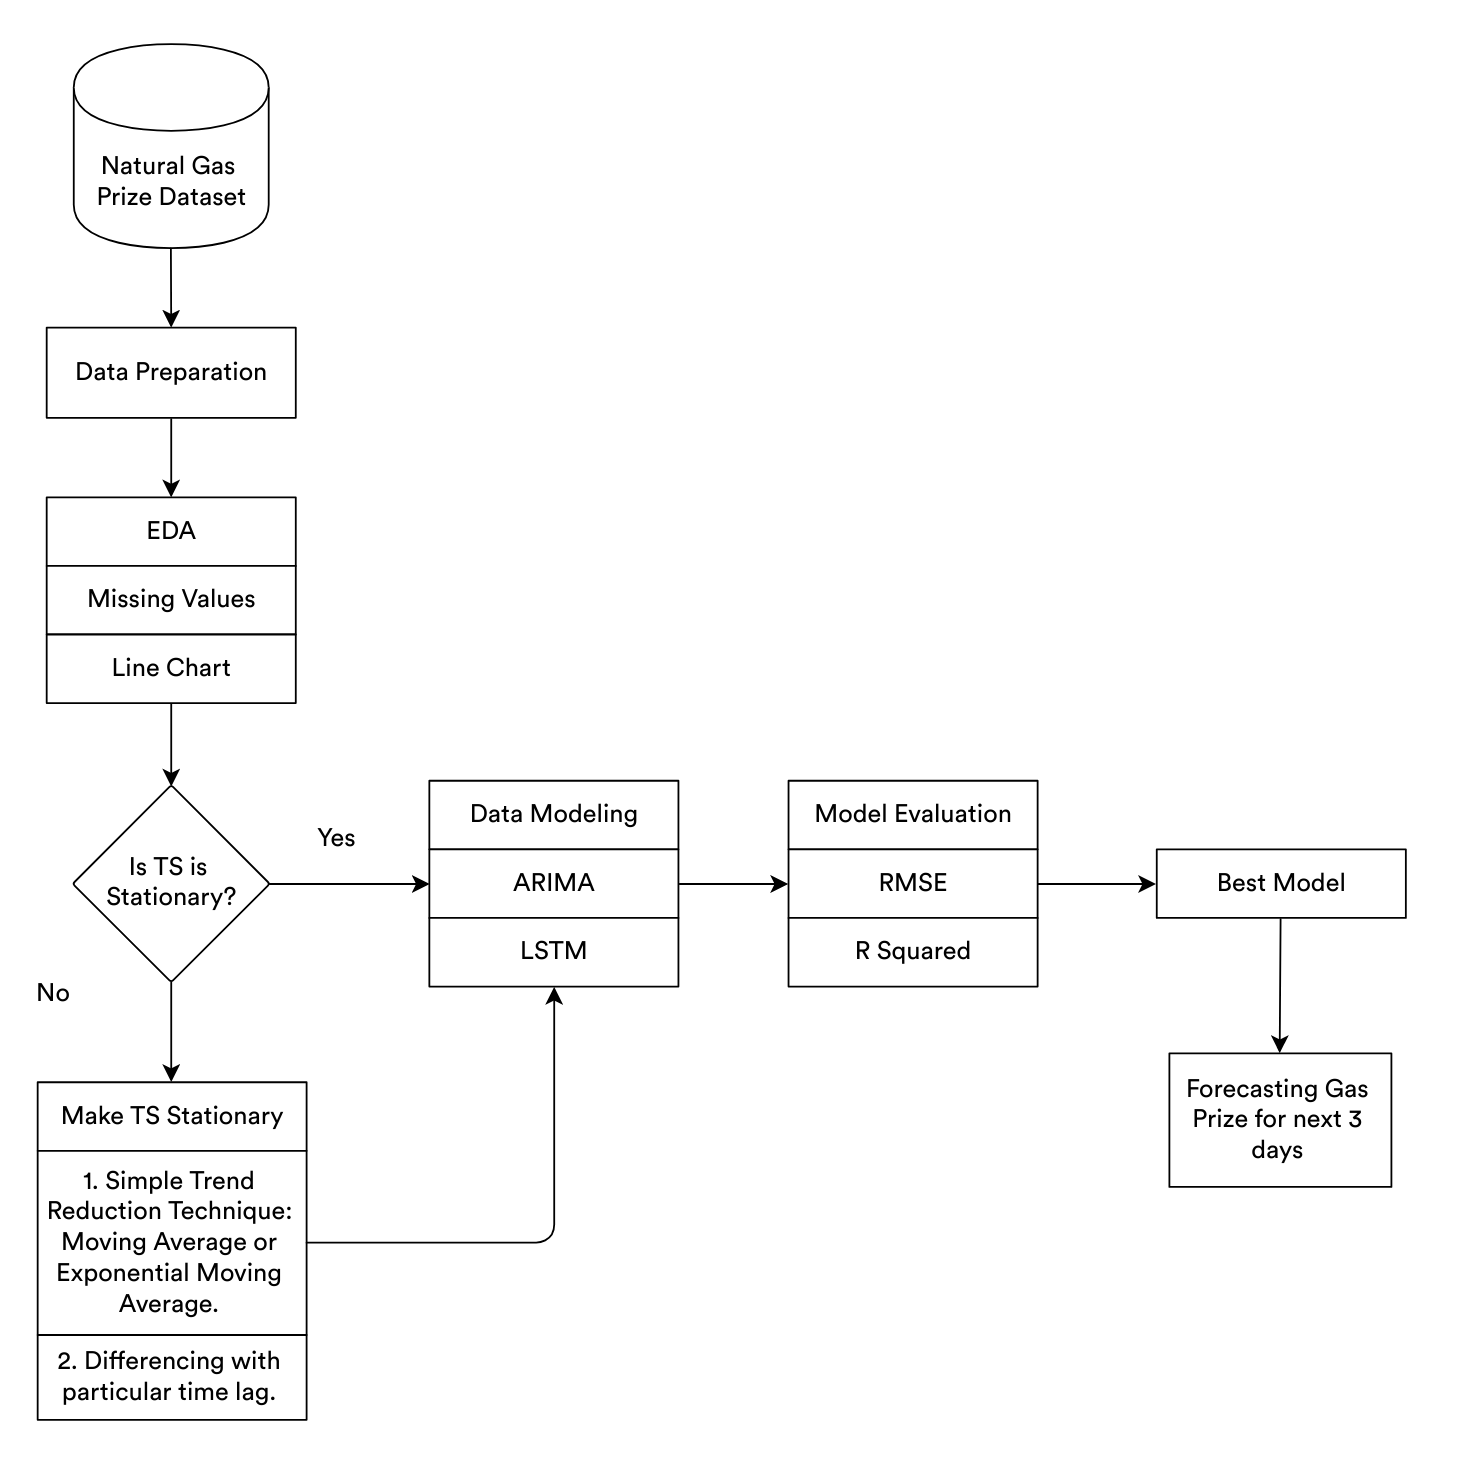 Natural Gas
Prize Dataset
Data Preparation
EDA
Missing Values
Line Chart
Is TS is
Stationary?
Yes
No
Data Modeling
ARIMA
LSTM
Model Evaluation
RMSE
R Squared
Best Model
Forecasting Gas
Prize for next 3
days
Make TS Stationary
1. Simple Trend
Reduction Technique:
Moving Average or
Exponential Moving
Average.
2. Differencing with
particular time lag.